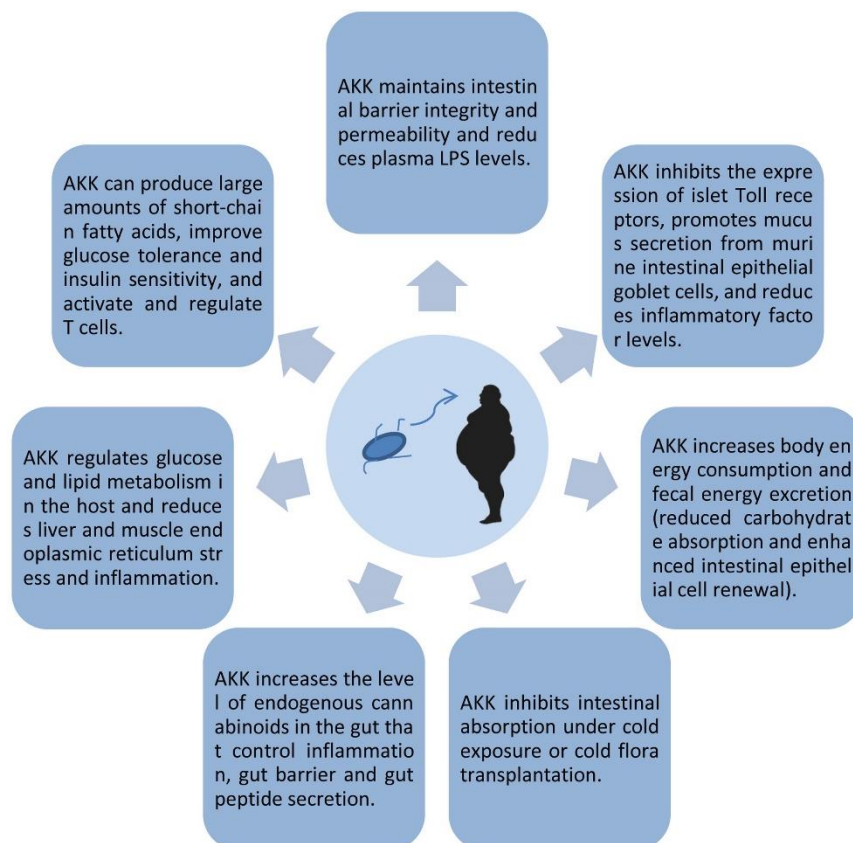 AKK maintains intestin
al barrier integrity and
permeability and redu
ces plasma LPS levels.
AKK can produce large
amounts of short-chai
n fatty acids, improve
glucose tolerance and
insulin sensitivity, and
activate and regulate
T cells.
AKK inhibits the expre
ssion of islet Toll rece
ptors, promotes mucu
s secretion from muri
ne intestinal epithelial
goblet cells, and reduc
es inflammatory facto
r levels.
AKK regulates glucose
and lipid metabolism i
n the host and reduce
s liver and muscle end
oplasmic reticulum str
ess and inflammation.
AKK increases body en
ergy consumption and
fecal energy excretion
(reduced carbohydrat
e absorption and enha
nced intestinal epithel
ial cell renewal).
AKK increases the leve
l of endogenous cann
abinoids in the gut tha
t control inflammatio
n, gut barrier and gut
peptide secretion.
AKK inhibits intestinal
absorption under cold
exposure or cold flora
transplantation.